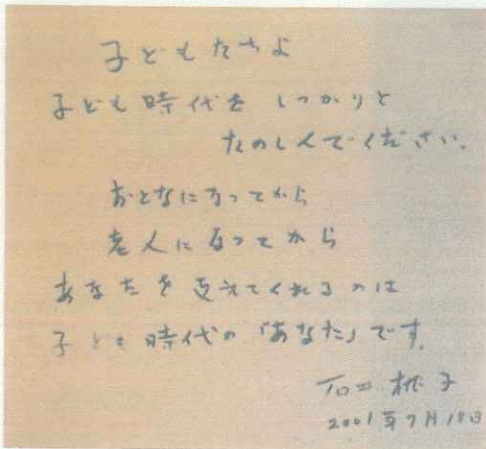 子どもたちよ
子ども時代を しっかりと
たのしんでください。
おとなになってから
老人になってから
あなたを支えてくれるのは
子ども時代の「あなた」です。
石井 桃子
2001年7月18日